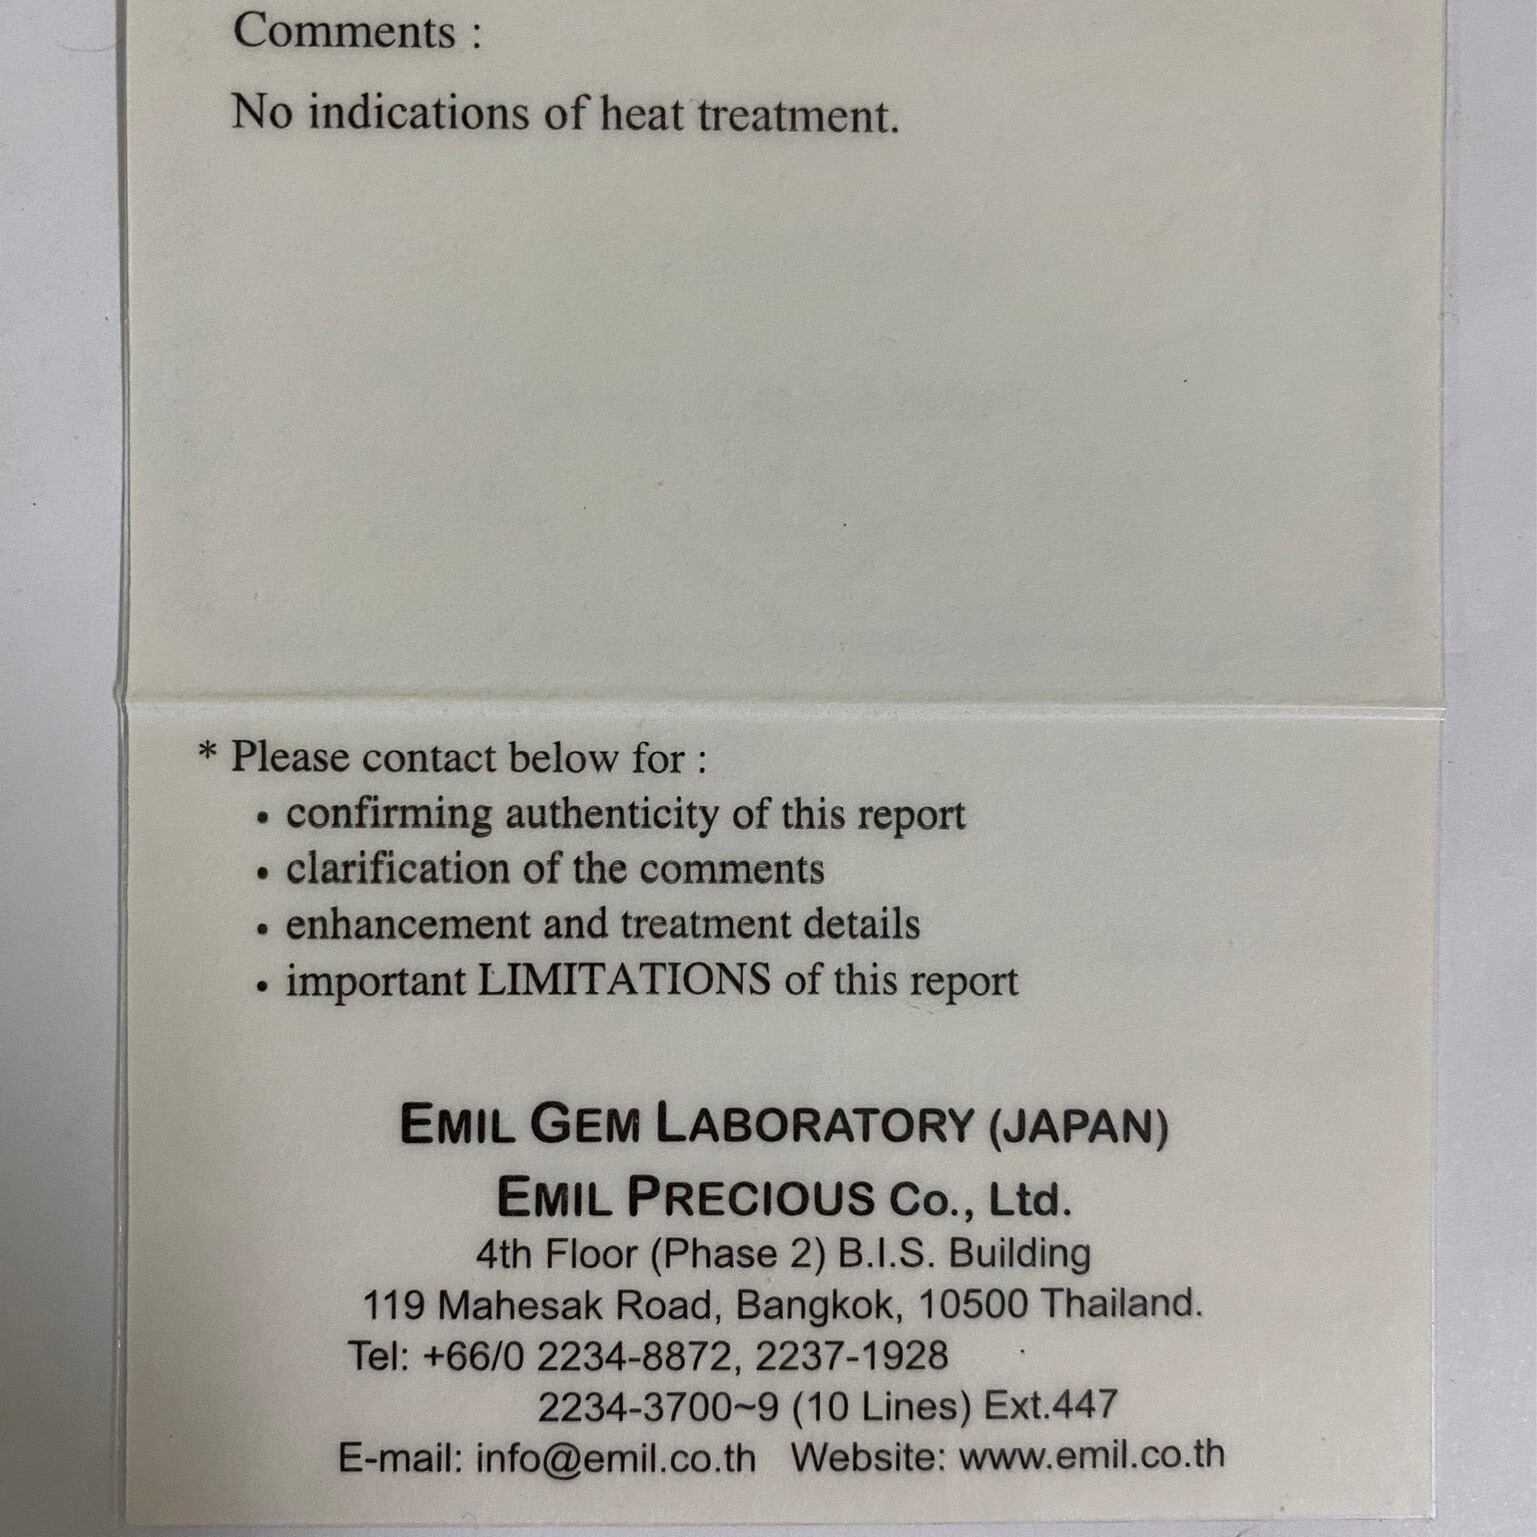 Comments :
No indications of heat treatment.
* Please contact below for :
• confirming authenticity of this report
• clarification of the comments
• enhancement and treatment details
• important LIMITATIONS of this report
EMIL GEM LABORATORY (JAPAN)
EMIL PRECIOUS Co., Ltd.
4th Floor (Phase 2) B.I.S. Building
119 Mahesak Road, Bangkok, 10500 Thailand.
Tel: +66/0 2234-8872, 2237-1928
2234-3700~9 (10 Lines) Ext.447
E-mail: info@emil.co.th Website: www.emil.co.th